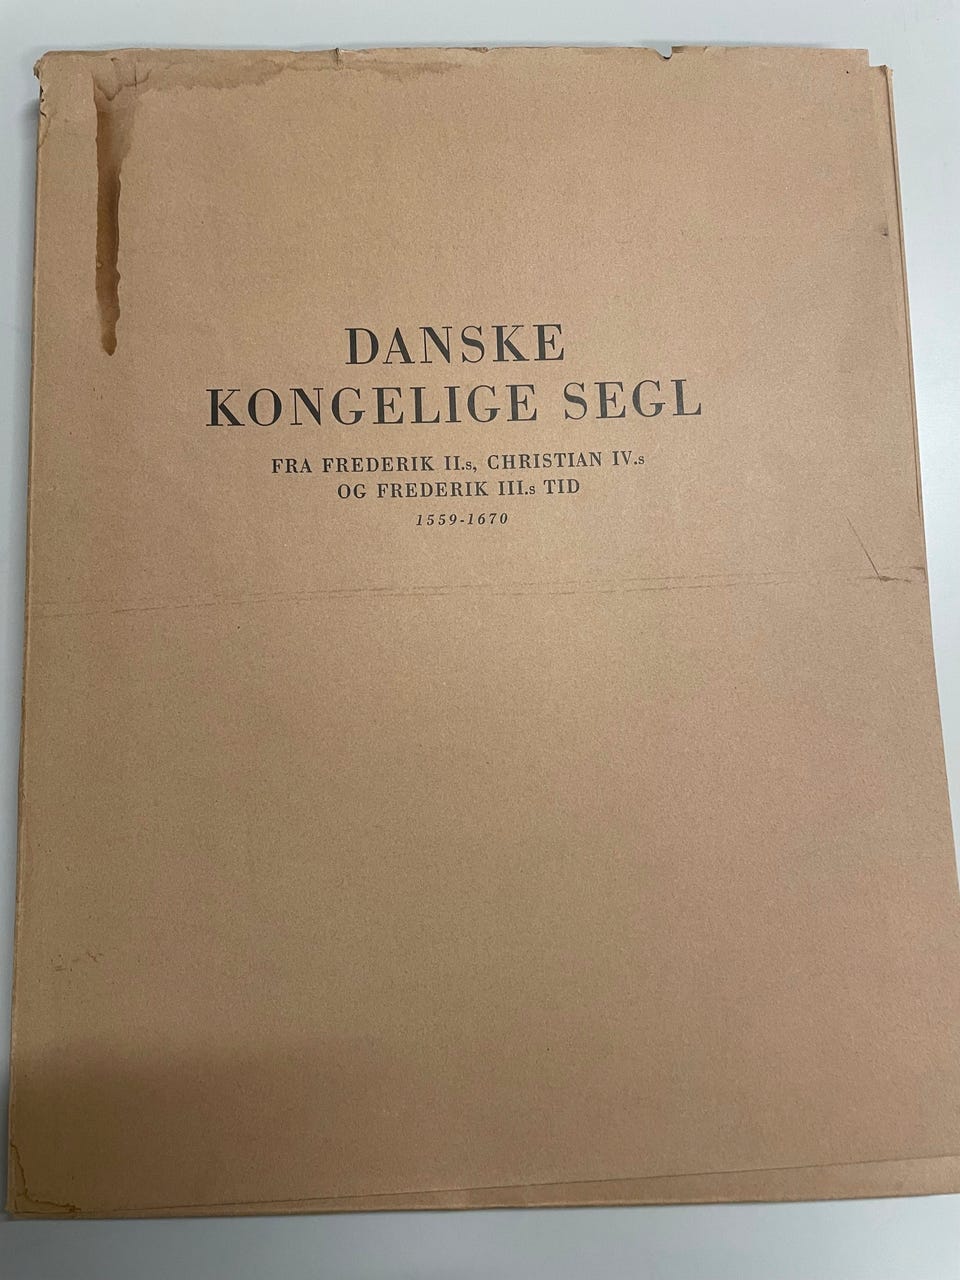 DANSKE
KONGELIGE SEGL
FRA FREDERIK II.s, CHRISTIAN IV.s
OG FREDERIK III.s TID
1559-1670